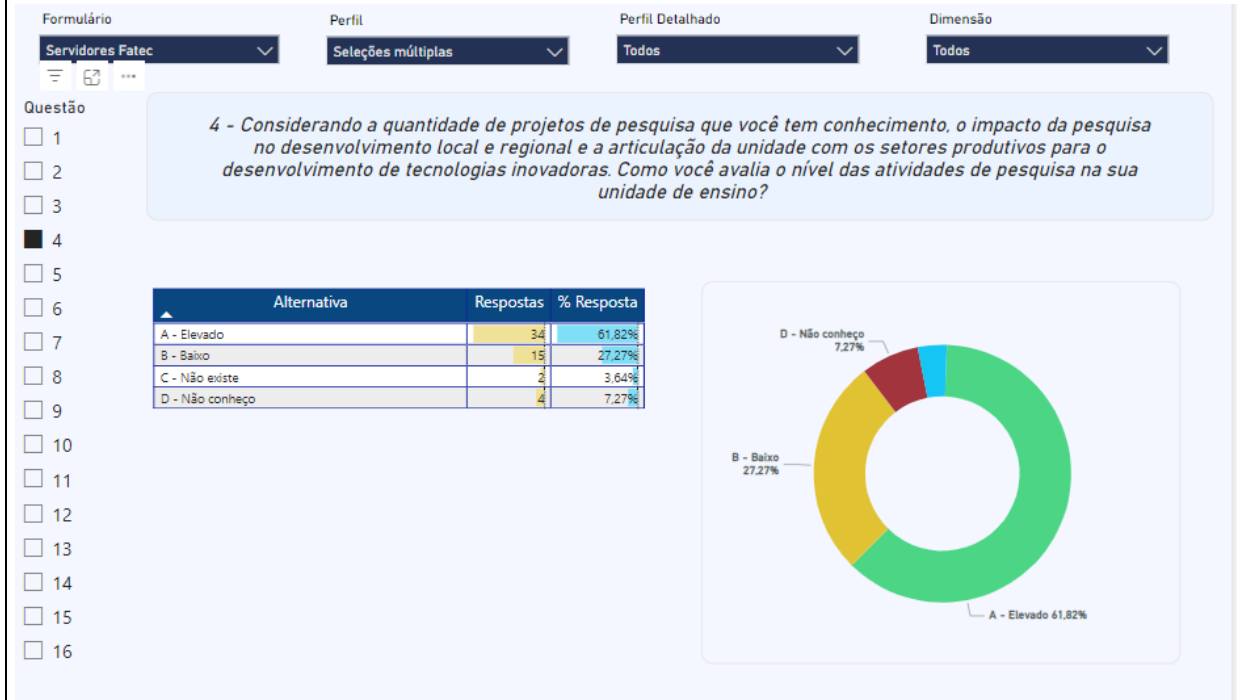 Formulário
Perfil
Perfil Detalhado
Dimensão
Servidores Fatec
Seleções múltiplas
Todos
Todos
Questão
1
2
3
4
5
6
7
8
9
10
11
12
13
14
15
16
4 - Considerando a quantidade de projetos de pesquisa que você tem conhecimento, o impacto da pesquisa
no desenvolvimento local e regional e a articulação da unidade com os setores produtivos para o
desenvolvimento de tecnologias inovadoras. Como você avalia o nível das atividades de pesquisa na sua
unidade de ensino?
Alternativa Respostas % Resposta
A - Elevado 34 61,82%
B - Baixo 15 27,27%
C - Não existe 2 3,64%
D - Não conheço 4 7,27%
D - Não conheço
7,27%
B - Baixo
27,27%
A - Elevado 61,82%